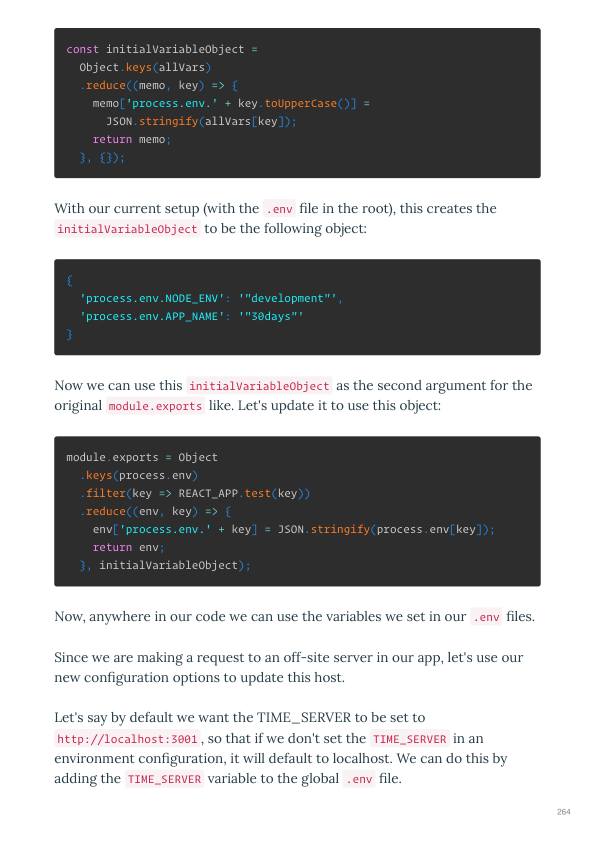 const initialVariableObject =
  Object.keys(allVars)
  .reduce((memo, key) => {
    memo['process.env.' + key.toUpperCase()] =
      JSON.stringify(allVars[key]);
    return memo;
  }, {});
With our current setup (with the .env file in the root), this creates the
initialVariableObject to be the following object:
{
  'process.env.NODE_ENV': '"development"',
  'process.env.APP_NAME': '"30days"'
}
Now we can use this initialVariableObject as the second argument for the
original module.exports like. Let's update it to use this object:
module.exports = Object
  .keys(process.env)
  .filter(key => REACT_APP.test(key))
  .reduce((env, key) => {
    env['process.env.' + key] = JSON.stringify(process.env[key]);
    return env;
  }, initialVariableObject);
Now, anywhere in our code we can use the variables we set in our .env files.
Since we are making a request to an off-site server in our app, let's use our
new configuration options to update this host.
Let's say by default we want the TIME_SERVER to be set to
http://localhost:3001, so that if we don't set the TIME_SERVER in an
environment configuration, it will default to localhost. We can do this by
adding the TIME_SERVER variable to the global .env file.
264